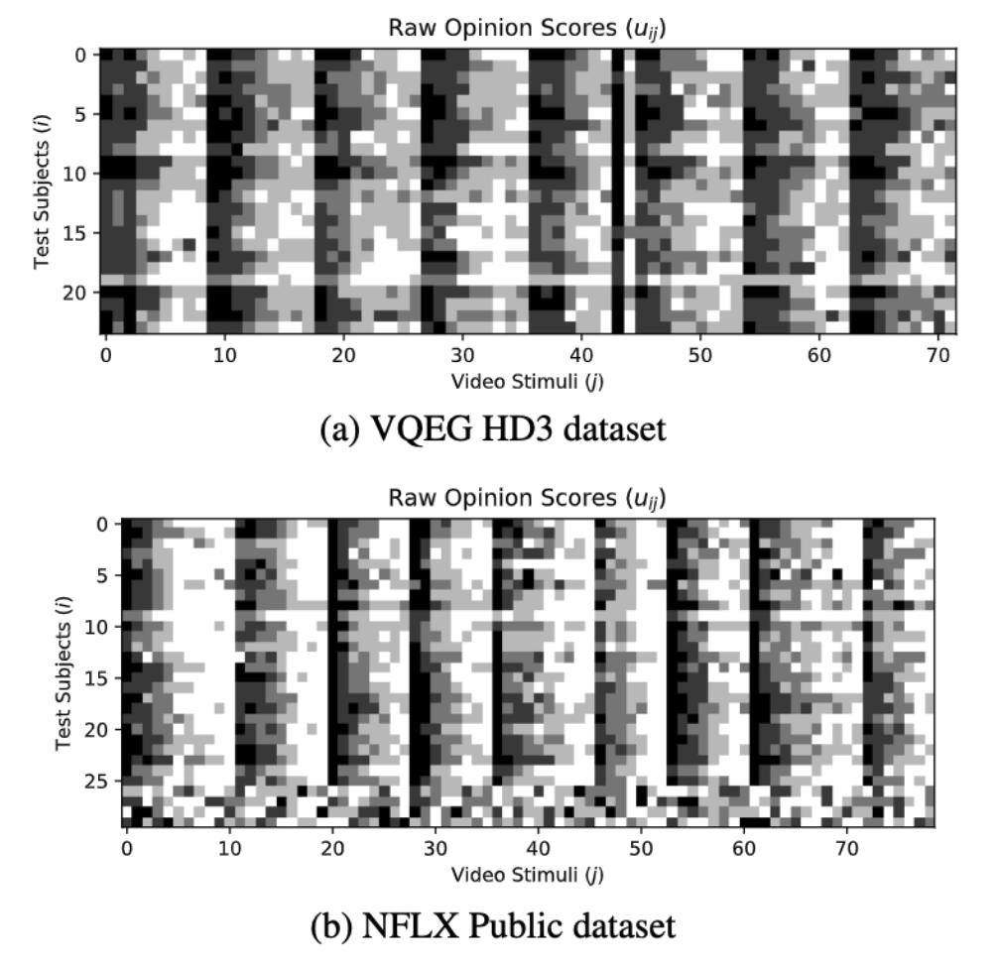 Raw Opinion Scores (u_ij)
0
5
10
15
20
Test Subjects (i)
0 10 20 30 40 50 60 70
Video Stimuli (j)
(a) VQEG HD3 dataset
Raw Opinion Scores (u_ij)
0
5
10
15
20
25
Test Subjects (i)
0 10 20 30 40 50 60 70
Video Stimuli (j)
(b) NFLX Public dataset